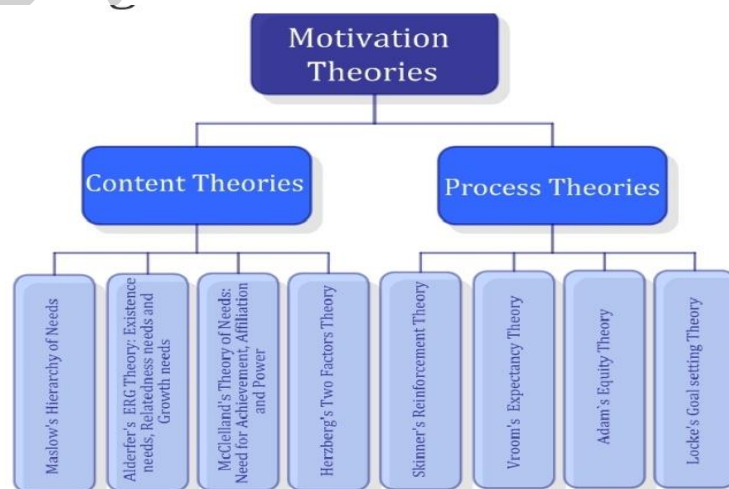 Motivation
Theories
Content Theories
Process Theories
Maslow's Hierarchy of Needs
Alderfer's ERG Theory: Existence
needs, Relatedness needs and
Growth needs
McClelland's Theory of Needs:
Need for Achievement, Affiliation
and Power
Herzberg's Two Factors Theory
Skinner's Reinforcement Theory
Vroom's Expectancy Theory
Adam's Equity Theory
Locke's Goal setting Theory